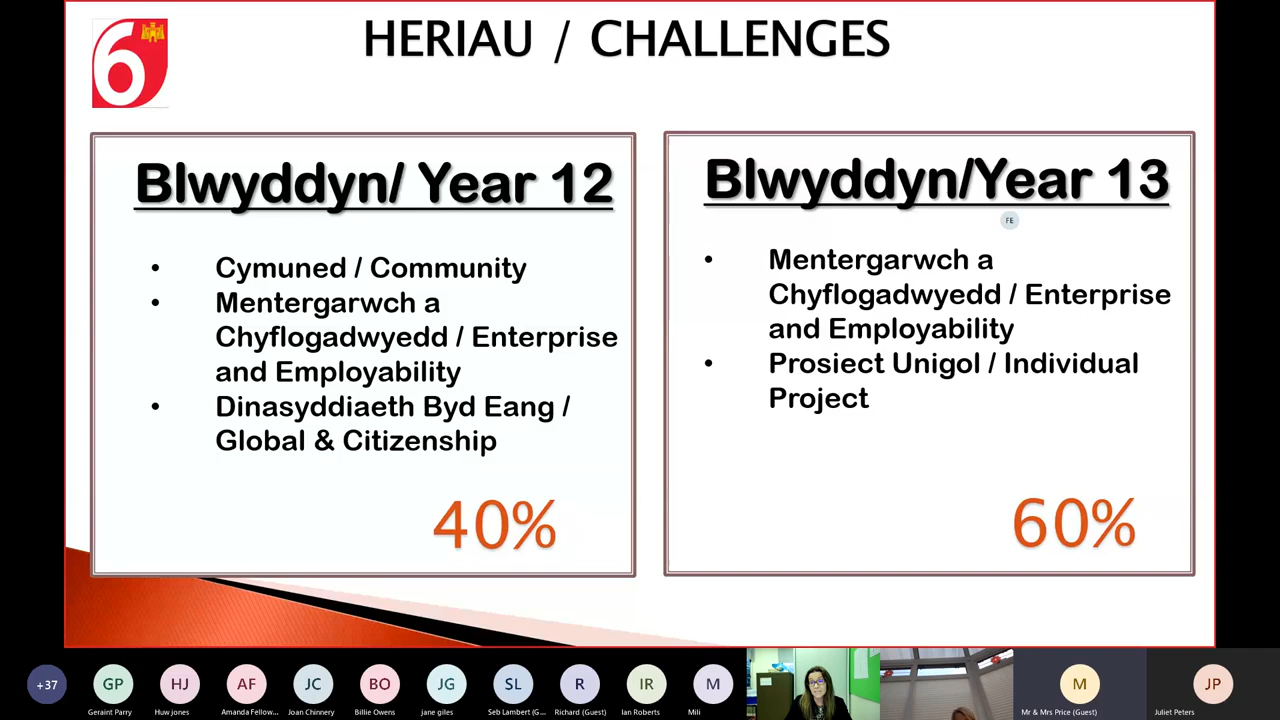 6
HERIAU / CHALLENGES
Blwyddyn/ Year 12
• Cymuned / Community
• Mentergarwch a
Chyflogadwyedd / Enterprise
and Employability
• Dinasyddiaeth Byd Eang /
Global & Citizenship
40%
Blwyddyn/Year 13
FE
• Mentergarwch a
Chyflogadwyedd / Enterprise
and Employability
• Prosiect Unigol / Individual
Project
60%
+37
GP
HJ
AF
JC
BO
JG
SL
R
IR
M
M
JP
Geraint Parry
Huw jones
Amanda Fellow...
Joan Chinnery
Billie Owens
jane giles
Seb Lambert (G...
Richard (Guest)
Ian Roberts
Mili
Mr & Mrs Price (Guest)
Juliet Peters